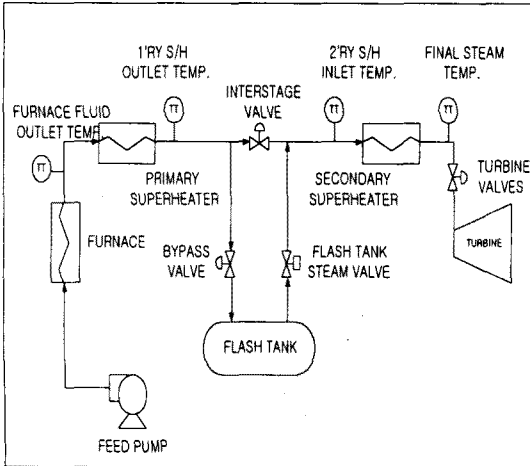 1'RY S/H
OUTLET TEMP.
2'RY S/H
INLET TEMP.
FINAL STEAM
TEMP.
INTERSTAGE
VALVE
FURNACE FLUID
OUTLET TEMP.
TT
TT
TT
TT
PRIMARY
SUPERHEATER
SECONDARY
SUPERHEATER
TURBINE
VALVES
FURNACE
BYPASS
VALVE
FLASH TANK
STEAM VALVE
TURBINE
FLASH TANK
FEED PUMP